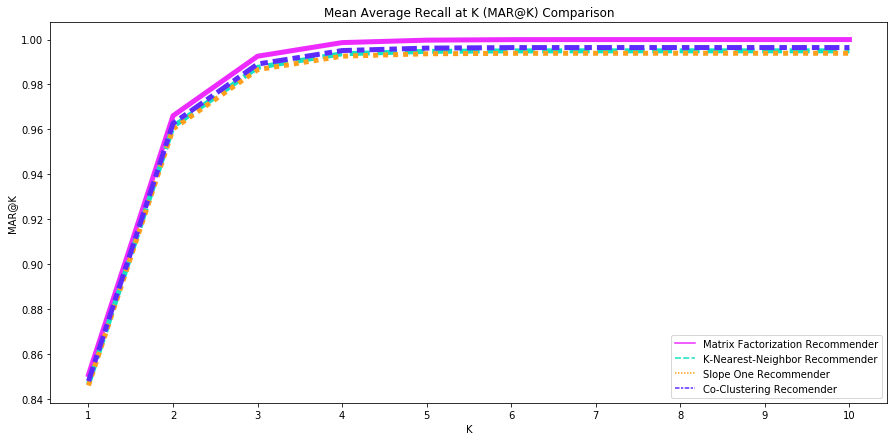 Mean Average Recall at K (MAR@K) Comparison
1.00
0.98
0.96
0.94
0.92
0.90
0.88
0.86
0.84
MAR@K
1 2 3 4 5 6 7 8 9 10
K
Matrix Factorization Recommender
K-Nearest-Neighbor Recommender
Slope One Recommender
Co-Clustering Recomender